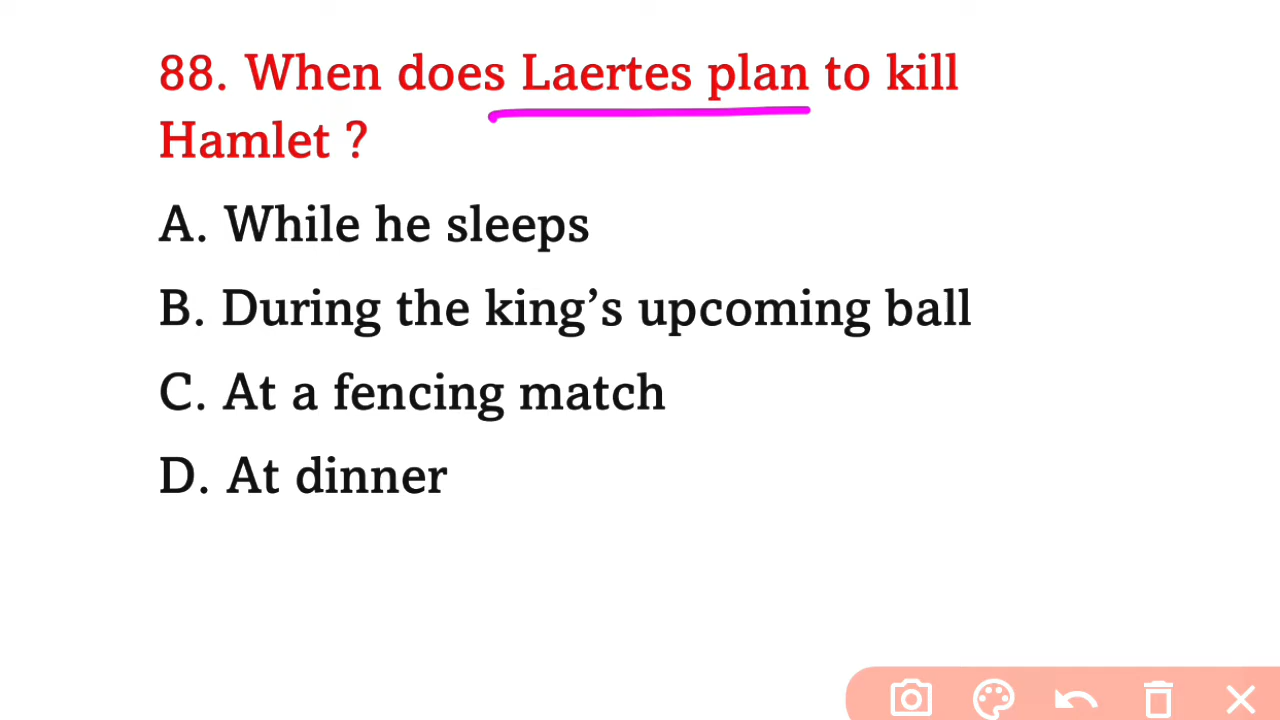 88. When does Laertes plan to kill
Hamlet ?
A. While he sleeps
B. During the king’s upcoming ball
C. At a fencing match
D. At dinner